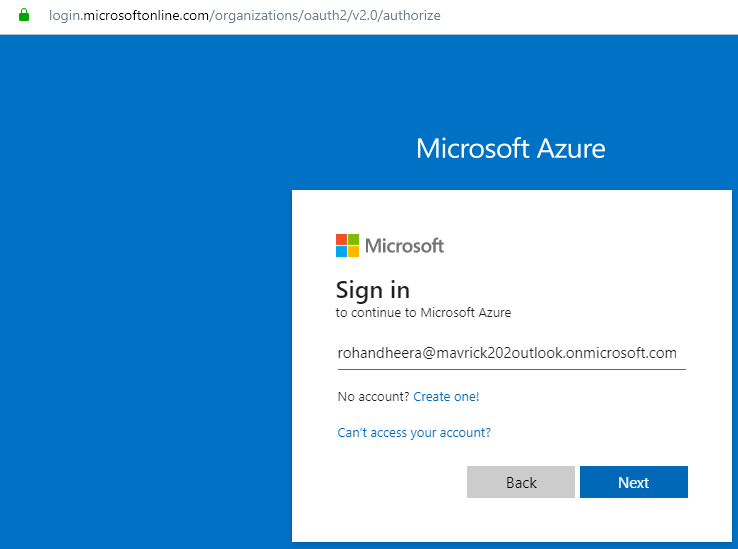 login.microsoftonline.com/organizations/oauth2/v2.0/authorize
Microsoft Azure
Microsoft
Sign in
to continue to Microsoft Azure
rohandheera@mavrick202outlook.onmicrosoft.com
No account? Create one!
Can't access your account?
Back Next